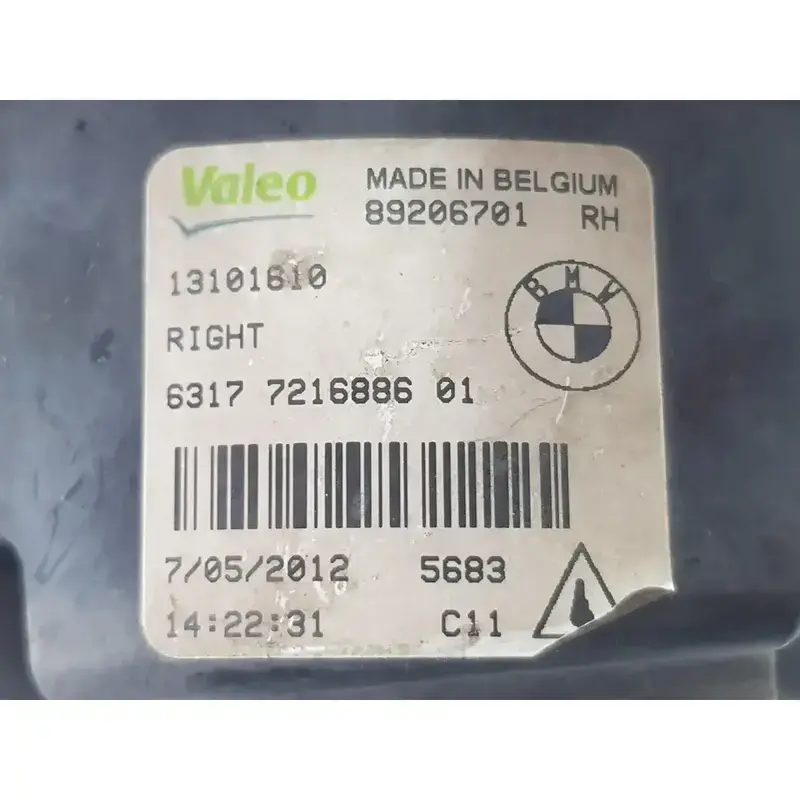 Valeo
MADE IN BELGIUM
89206701 RH
13101610
RIGHT
BMW
6317 7216886 01
7/05/2012 5683
14:22:31 C11